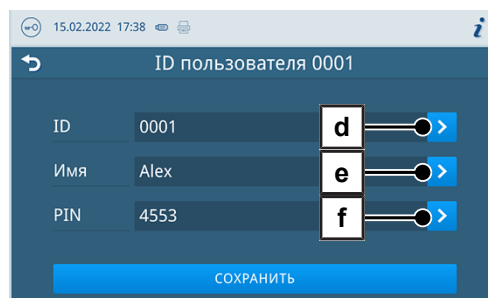 15.02.2022 17:38 i
ID пользователя 0001
ID 0001 d >
Имя Alex e >
PIN 4553 f >
СОХРАНИТЬ